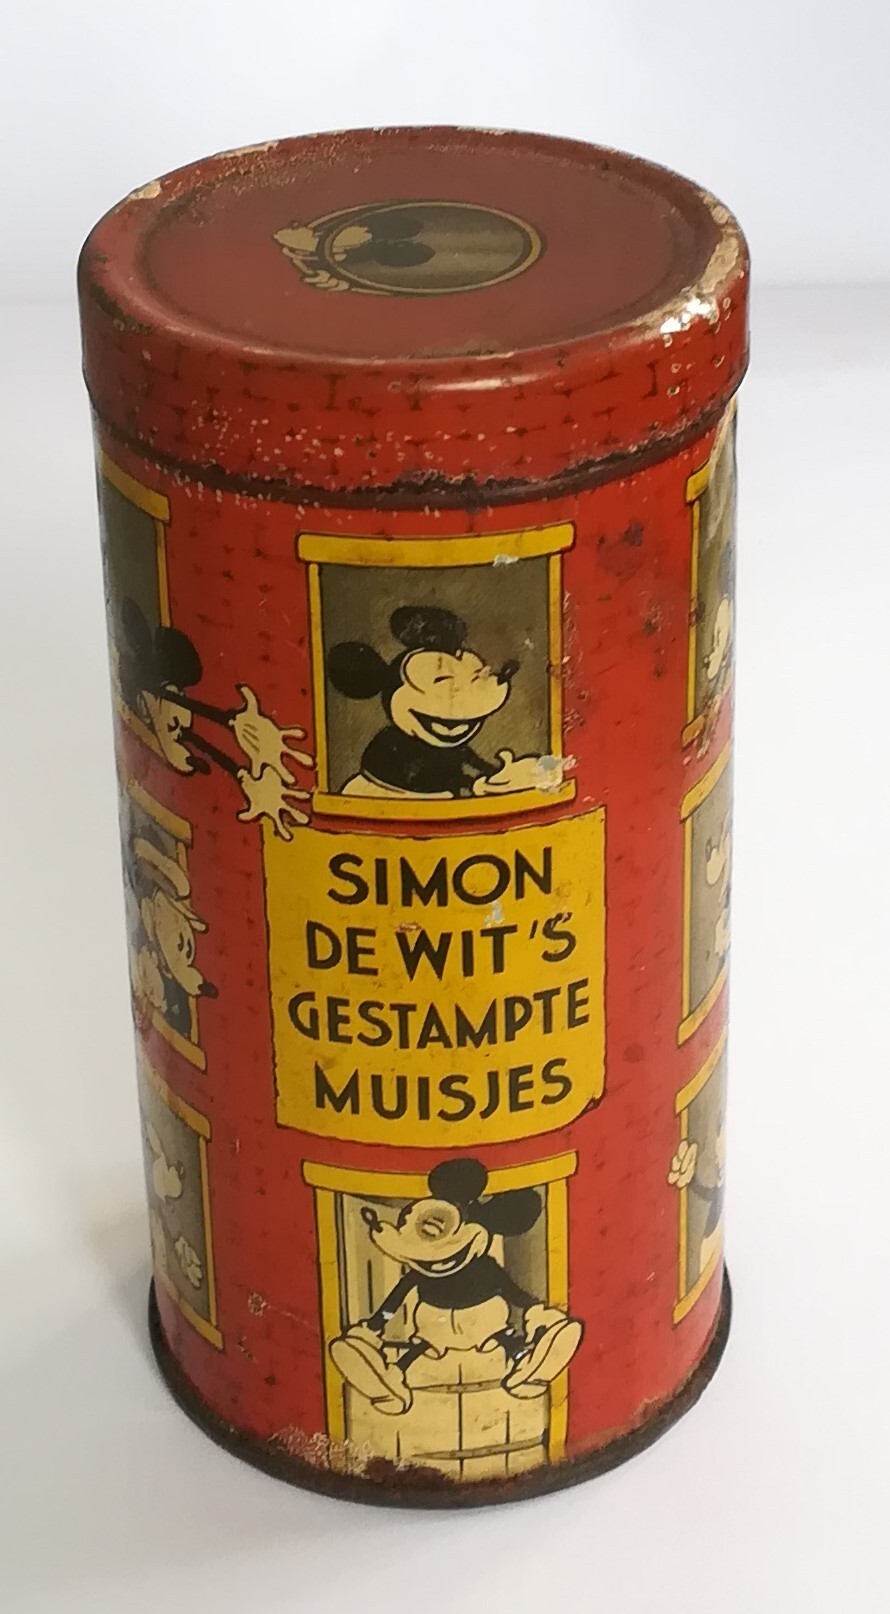 SIMON
DE WIT'S
GESTAMPTE
MUISJES